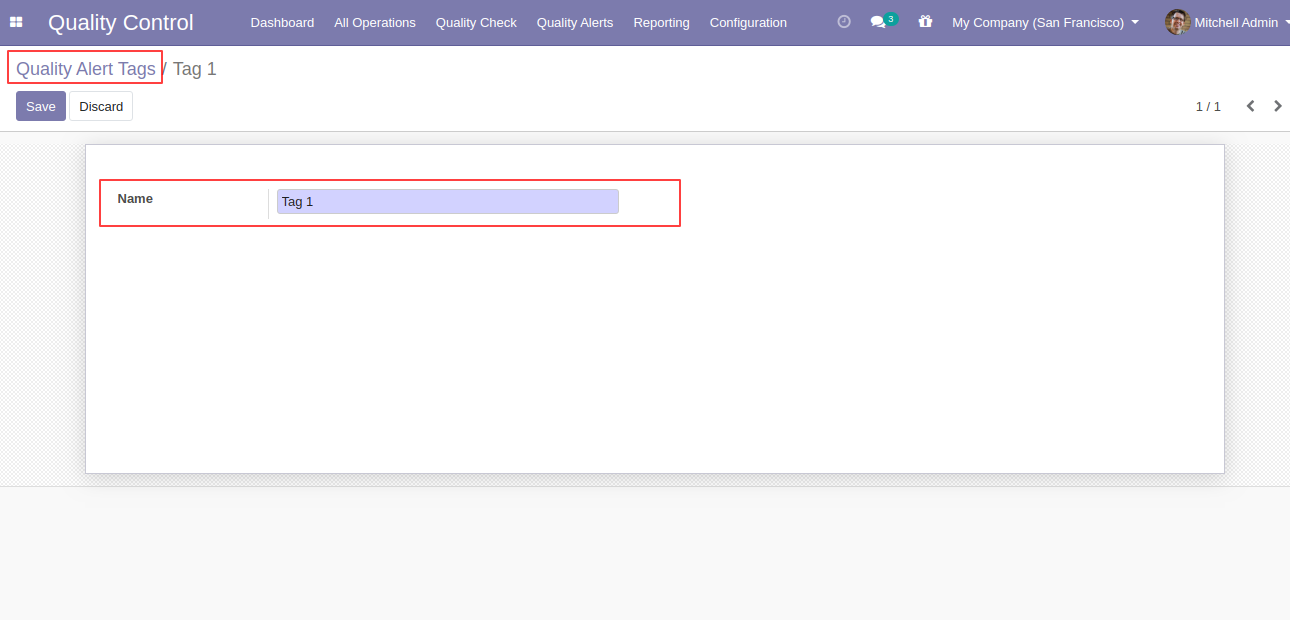 Quality Control Dashboard All Operations Quality Check Quality Alerts Reporting Configuration 3 My Company (San Francisco) Mitchell Admin
Quality Alert Tags / Tag 1
Save Discard 1 / 1
Name Tag 1